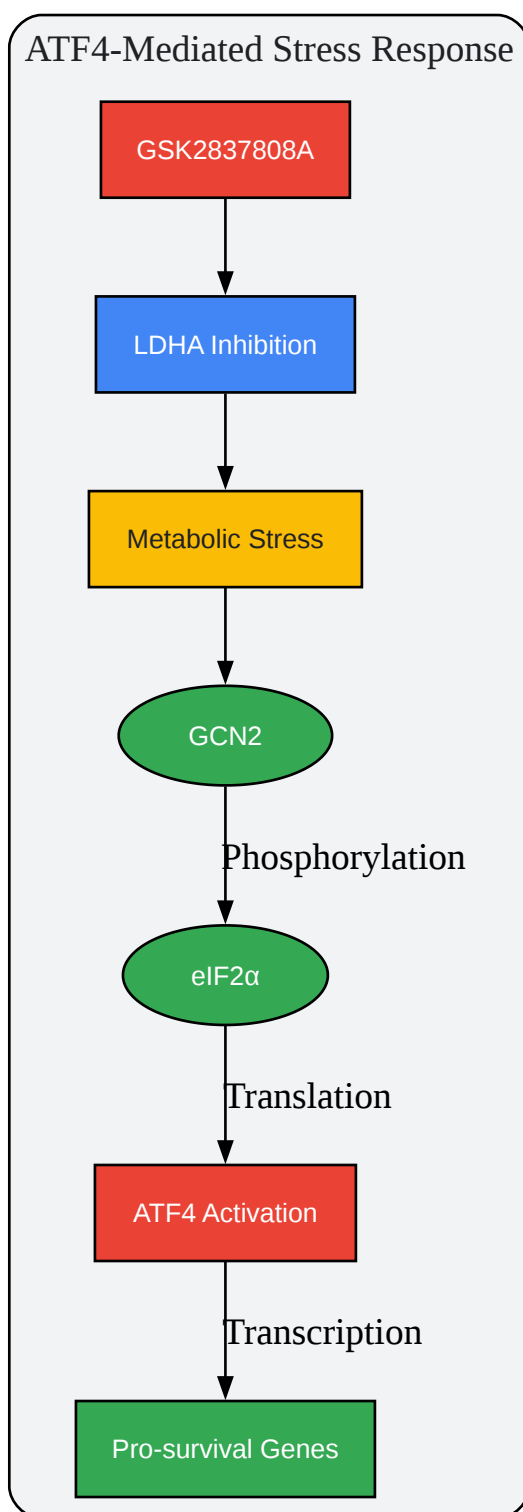 ATF4-Mediated Stress Response
GSK2837808A
LDHA Inhibition
Metabolic Stress
GCN2
Phosphorylation
eIF2α
Translation
ATF4 Activation
Transcription
Pro-survival Genes